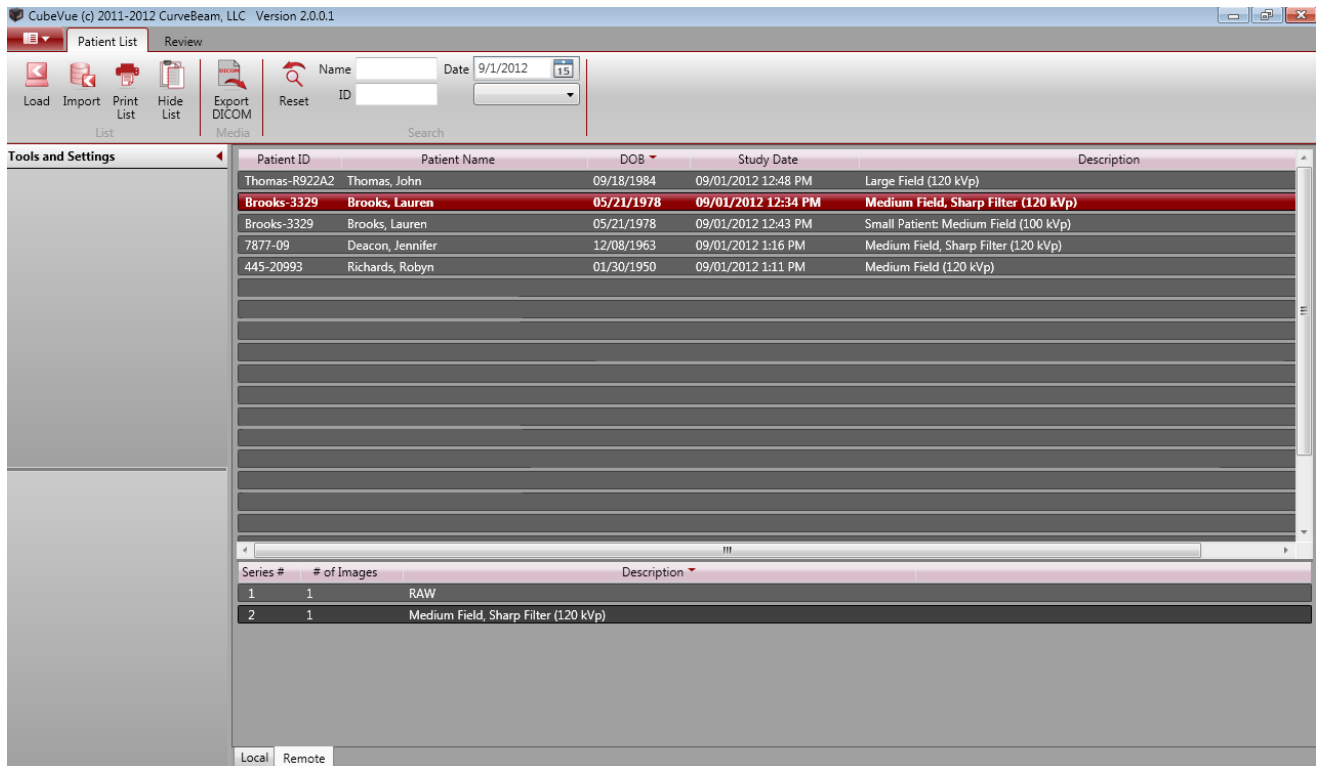 CubeVue (c) 2011-2012 CurveBeam, LLC Version 2.0.0.1
Patient List Review
Load Import Print List Hide List Export DICOM Reset Name Date 9/1/2012 15
ID
List Media Search
Tools and Settings
Patient ID Patient Name DOB Study Date Description
Thomas-R922A2 Thomas, John 09/18/1984 09/01/2012 12:48 PM Large Field (120 kVp)
Brooks-3329 Brooks, Lauren 05/21/1978 09/01/2012 12:34 PM Medium Field, Sharp Filter (120 kVp)
Brooks-3329 Brooks, Lauren 05/21/1978 09/01/2012 12:43 PM Small Patient: Medium Field (100 kVp)
7877-09 Deacon, Jennifer 12/08/1963 09/01/2012 1:16 PM Medium Field, Sharp Filter (120 kVp)
445-20993 Richards, Robyn 01/30/1950 09/01/2012 1:11 PM Medium Field (120 kVp)
Series # # of Images Description
1 1 RAW
2 1 Medium Field, Sharp Filter (120 kVp)
Local Remote